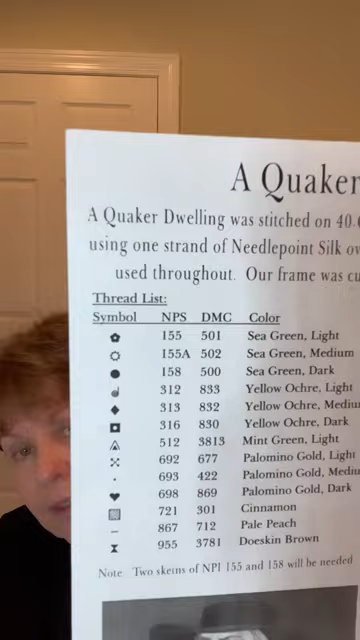 A Quaker
A Quaker Dwelling was stitched on 40
using one strand of Needlepoint Silk
used throughout. Our frame was
Thread List:
Symbol NPS DMC Color
155 501 Sea Green, Light
155A 502 Sea Green, Medium
158 500 Sea Green, Dark
312 833 Yellow Ochre, Light
313 832 Yellow Ochre, Mediu
316 830 Yellow Ochre, Dark
512 3813 Mint Green, Light
692 677 Palomino Gold, Light
693 422 Palomino Gold, Mediu
698 869 Palomino Gold, Dark
721 301 Cinnamon
867 712 Pale Peach
955 3781 Doeskin Brown
Note Two skeins of NPI 155 and 158 will be needed